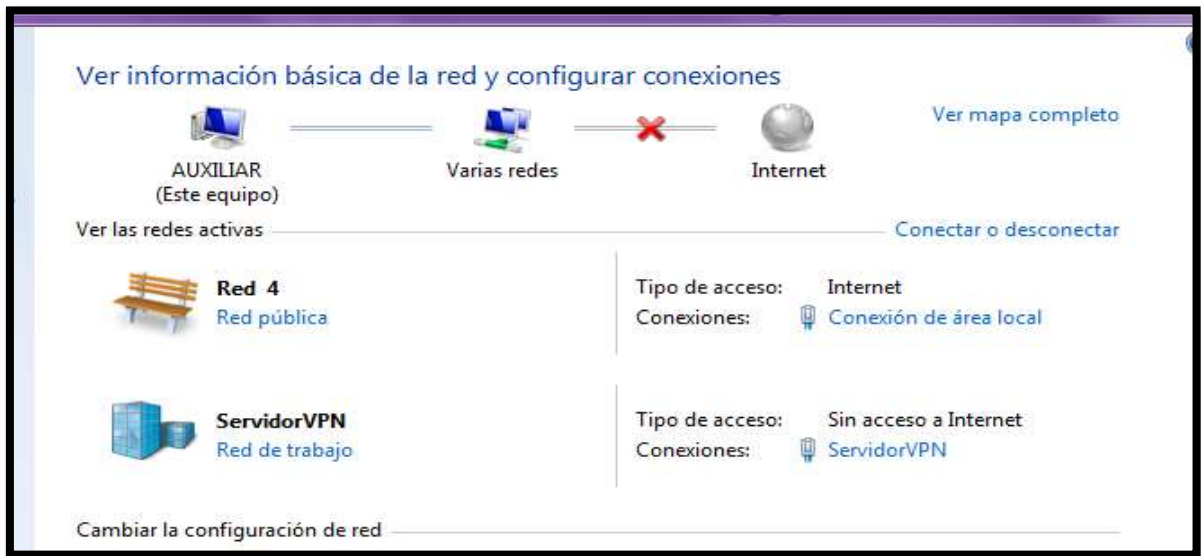 Ver información básica de la red y configurar conexiones
Ver mapa completo
AUXILIAR
(Este equipo)
Varias redes
Internet
Ver las redes activas
Conectar o desconectar
Red 4
Red pública
Tipo de acceso: Internet
Conexiones: Conexión de área local
ServidorVPN
Red de trabajo
Tipo de acceso: Sin acceso a Internet
Conexiones: ServidorVPN
Cambiar la configuración de red